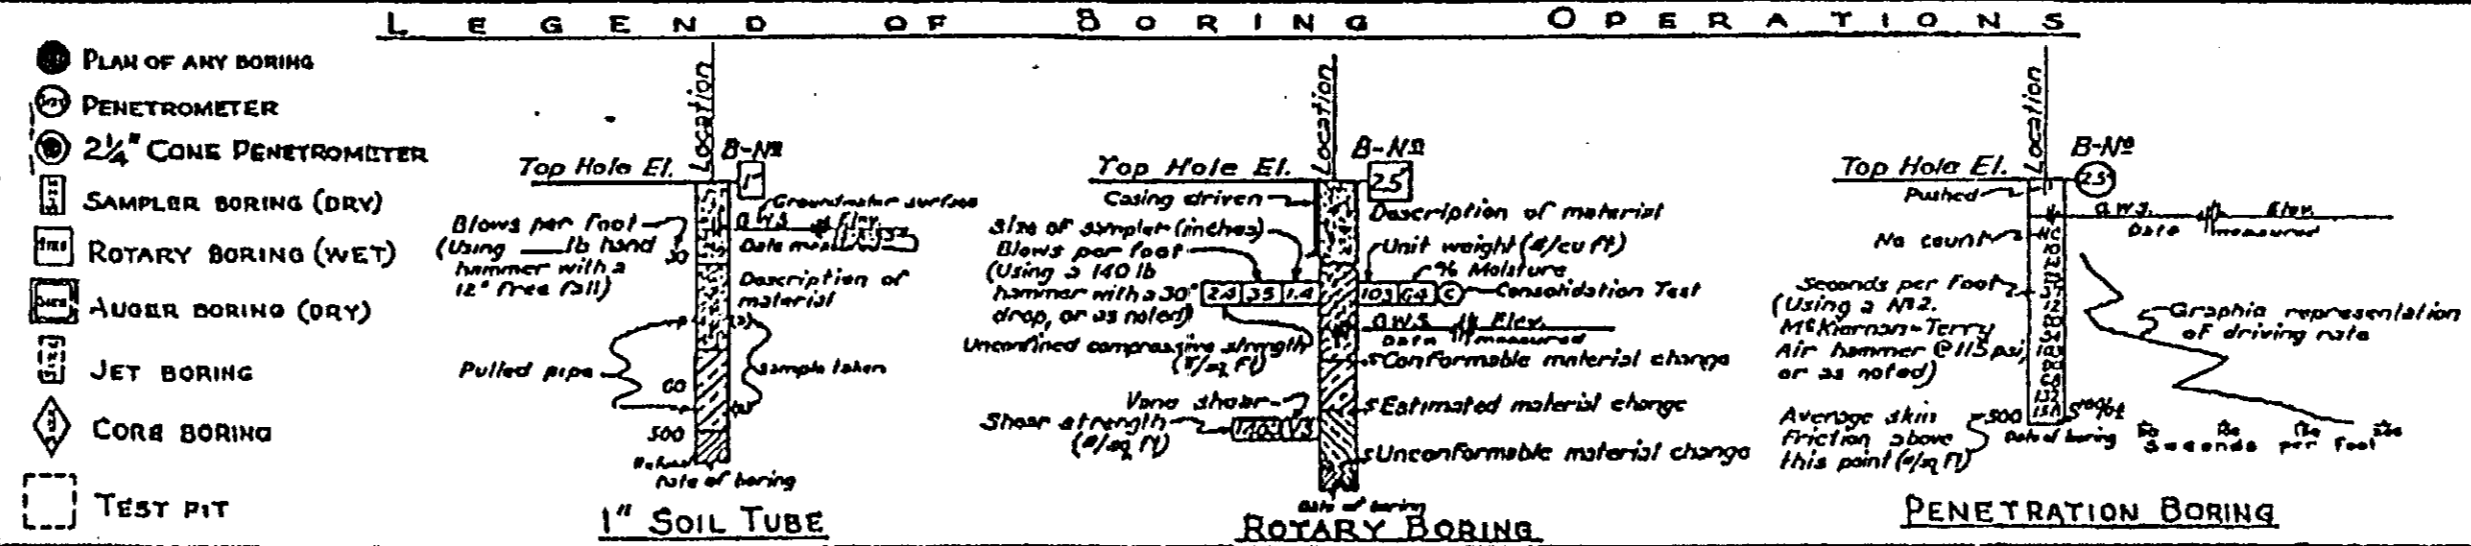 LEGEND OF BORING OPERATIONS
PLAN OF ANY BORING
PENETROMETER
2¼" CONE PENETROMETER
SAMPLER BORING (DRY)
ROTARY BORING (WET)
AUGER BORING (DRY)
JET BORING
CORE BORING
TEST PIT
Location
B-No
Top Hole El.
1
Groundwater surface
G.W.S. Elev.
Blows per foot
(Using ___lb hand
hammer with a
12" free fall)
30
Description of
material
Pulled pipe
Sample taken
60
500
Refusal
Date of boring
1" SOIL TUBE
Location
B-No
Top Hole El.
25
Casing driven
Description of material
Size of sampler (inches)
Blows per foot
(Using a 140 lb
hammer with a 30"
drop, or as noted)
Unit weight (#/cu ft)
% Moisture
2.4 35 1.4
103 64 C
Consolidation Test
G.W.S. Elev.
Date measured
Unconfined compressive strength
(T/sq ft)
Conformable material change
Vane shear
Estimated material change
Shear strength
(#/sq ft)
Unconformable material change
Date of boring
ROTARY BORING
Location
B-No
Top Hole El.
25
Pushed
G.W.S. Elev.
Date measured
No count
NC
Seconds per foot
(Using a No 2.
McKiernan-Terry
Air hammer @ 115 psi,
or as noted)
Graphic representation
of driving rate
132
Average skin
friction above
this point (#/sq ft)
500
Date of boring
Seconds per foot
PENETRATION BORING